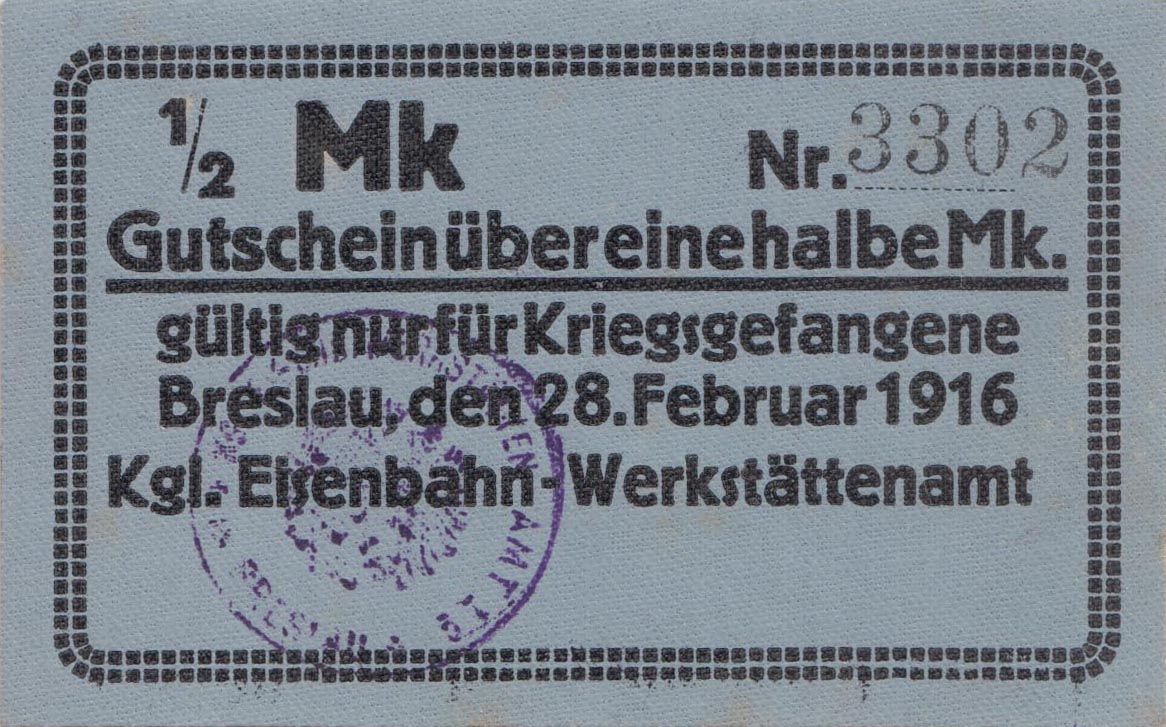 ½ Mk Nr. 3302
Gutschein über eine halbe Mk.
gültig nur für Kriegsgefangene
Breslau, den 28. Februar 1916
Kgl. Eisenbahn-Werkstättenamt